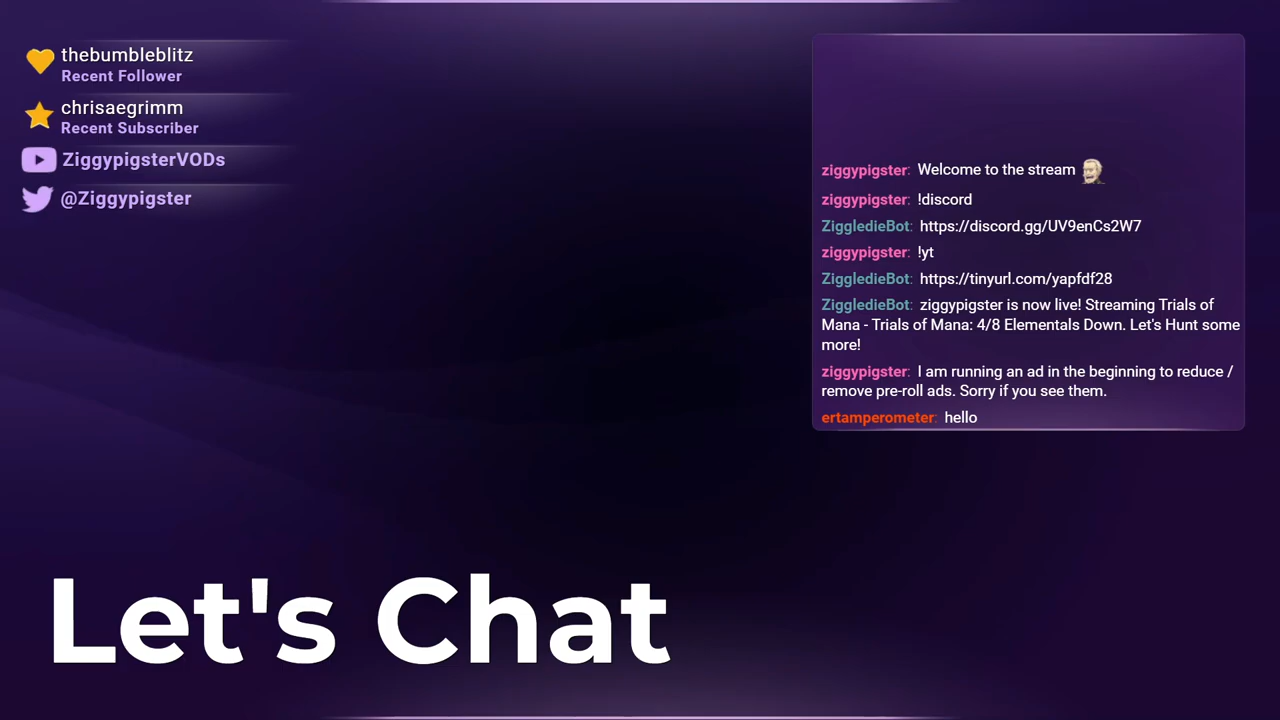 thebumbleblitz
Recent Follower
chrisaegrimm
Recent Subscriber
ZiggypigsterVODs
@Ziggypigster
ziggypigster: Welcome to the stream
ziggypigster: !discord
ZiggledieBot: https://discord.gg/UV9enCs2W7
ziggypigster: !yt
ZiggledieBot: https://tinyurl.com/yapfdf28
ZiggledieBot: ziggypigster is now live! Streaming Trials of
Mana - Trials of Mana: 4/8 Elementals Down. Let's Hunt some
more!
ziggypigster: I am running an ad in the beginning to reduce /
remove pre-roll ads. Sorry if you see them.
ertamperometer: hello
Let's Chat